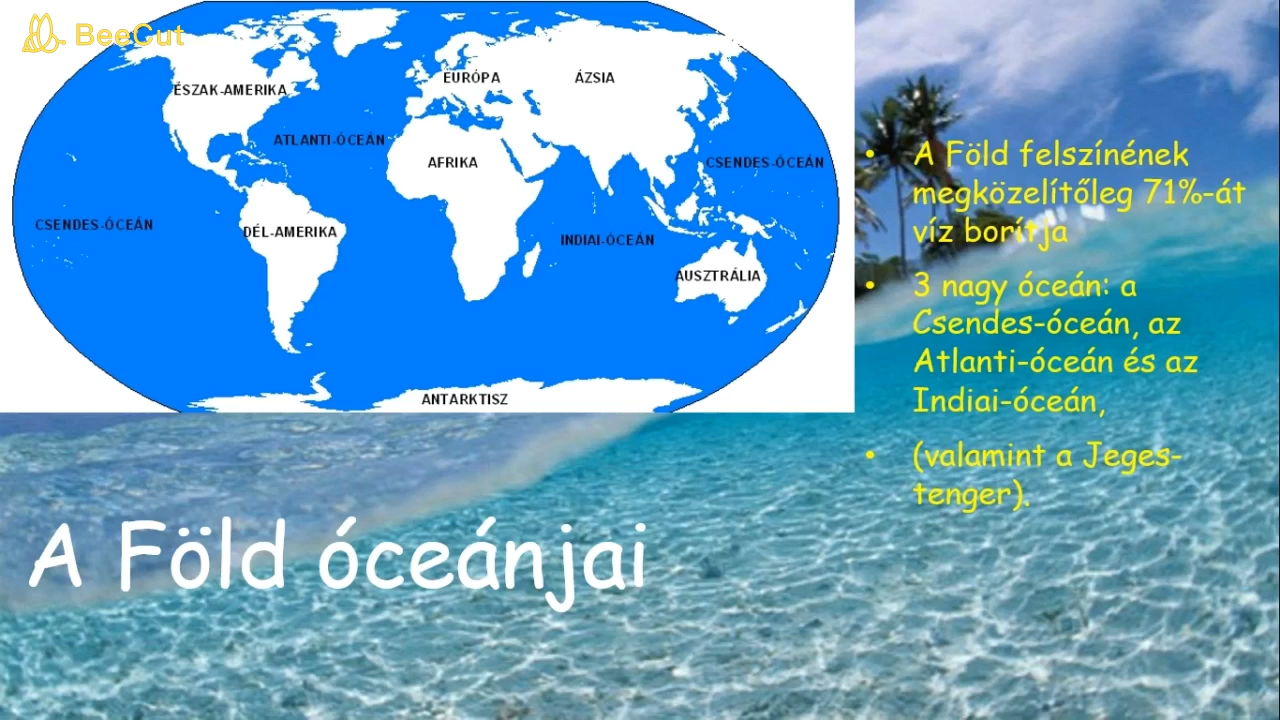 BeeCut
ÉSZAK-AMERIKA
EURÓPA
ÁZSIA
ATLANTI-ÓCEÁN
AFRIKA
CSENDES-ÓCEÁN
CSENDES-ÓCEÁN
DÉL-AMERIKA
INDIAI-ÓCEÁN
AUSZTRÁLIA
ANTARKTISZ
• A Föld felszínének
megközelítőleg 71%-át
víz borítja
• 3 nagy óceán: a
Csendes-óceán, az
Atlanti-óceán és az
Indiai-óceán,
• (valamint a Jeges-
tenger).
A Föld óceánjai